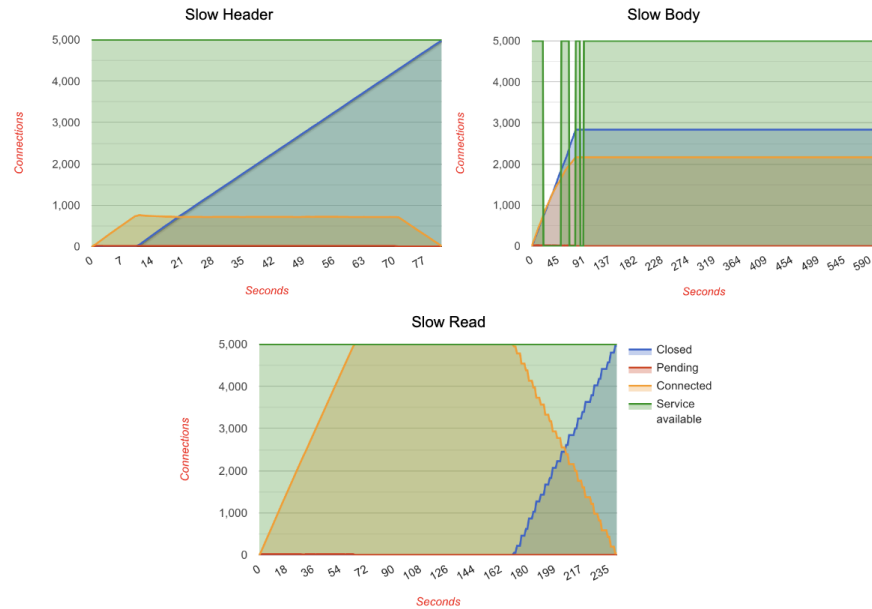 Slow Header
5,000
4,000
3,000
2,000
1,000
0
Connections
0 7 14 21 28 35 42 49 56 63 70 77
Seconds
Slow Body
5,000
4,000
3,000
2,000
1,000
0
Connections
0 45 91 137 182 228 274 319 364 409 454 499 545 590
Seconds
Slow Read
5,000
4,000
3,000
2,000
1,000
0
Connections
0 18 36 54 72 90 108 126 144 162 180 199 217 235
Seconds
Closed
Pending
Connected
Service
available